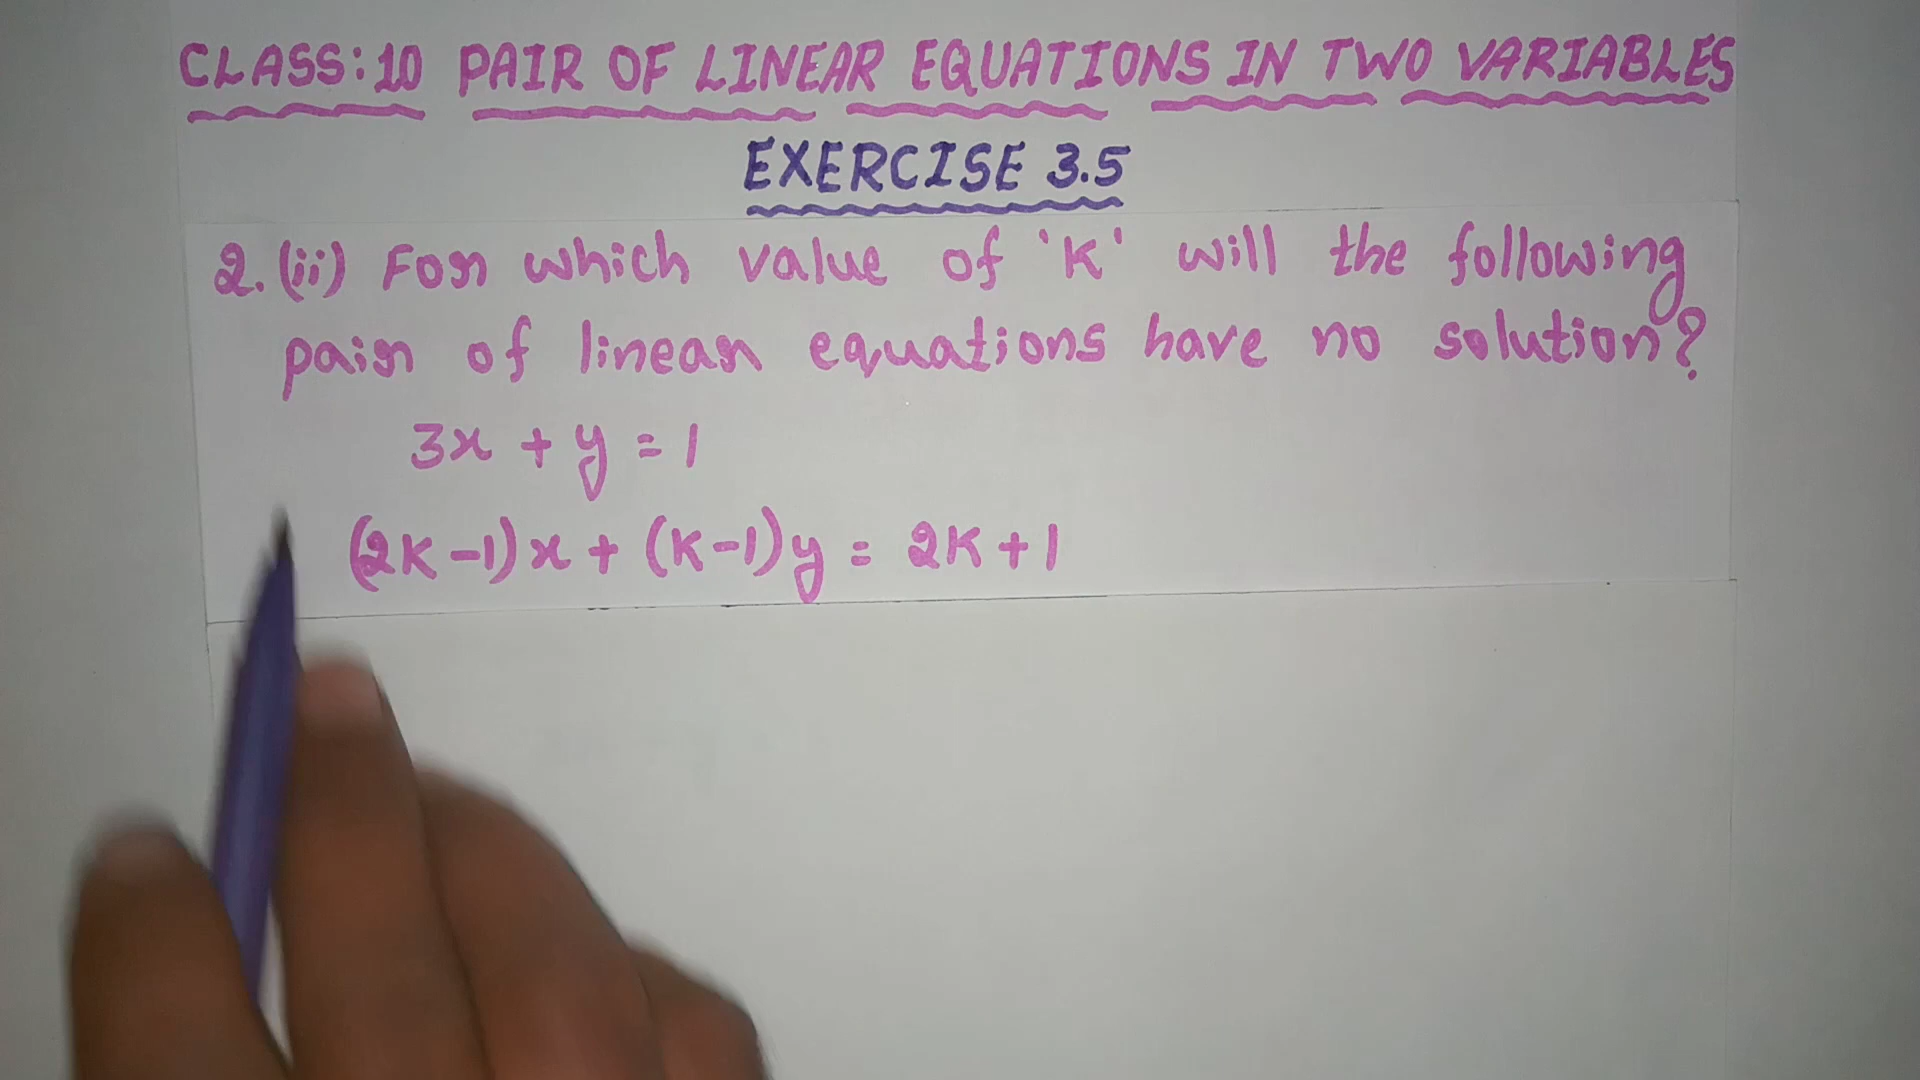 CLASS:10 PAIR OF LINEAR EQUATIONS IN TWO VARIABLES
EXERCISE 3.5
2.(ii) For which value of 'K' will the following
pair of linear equations have no solution?
3x + y = 1
(2K-1)x + (K-1)y = 2K+1